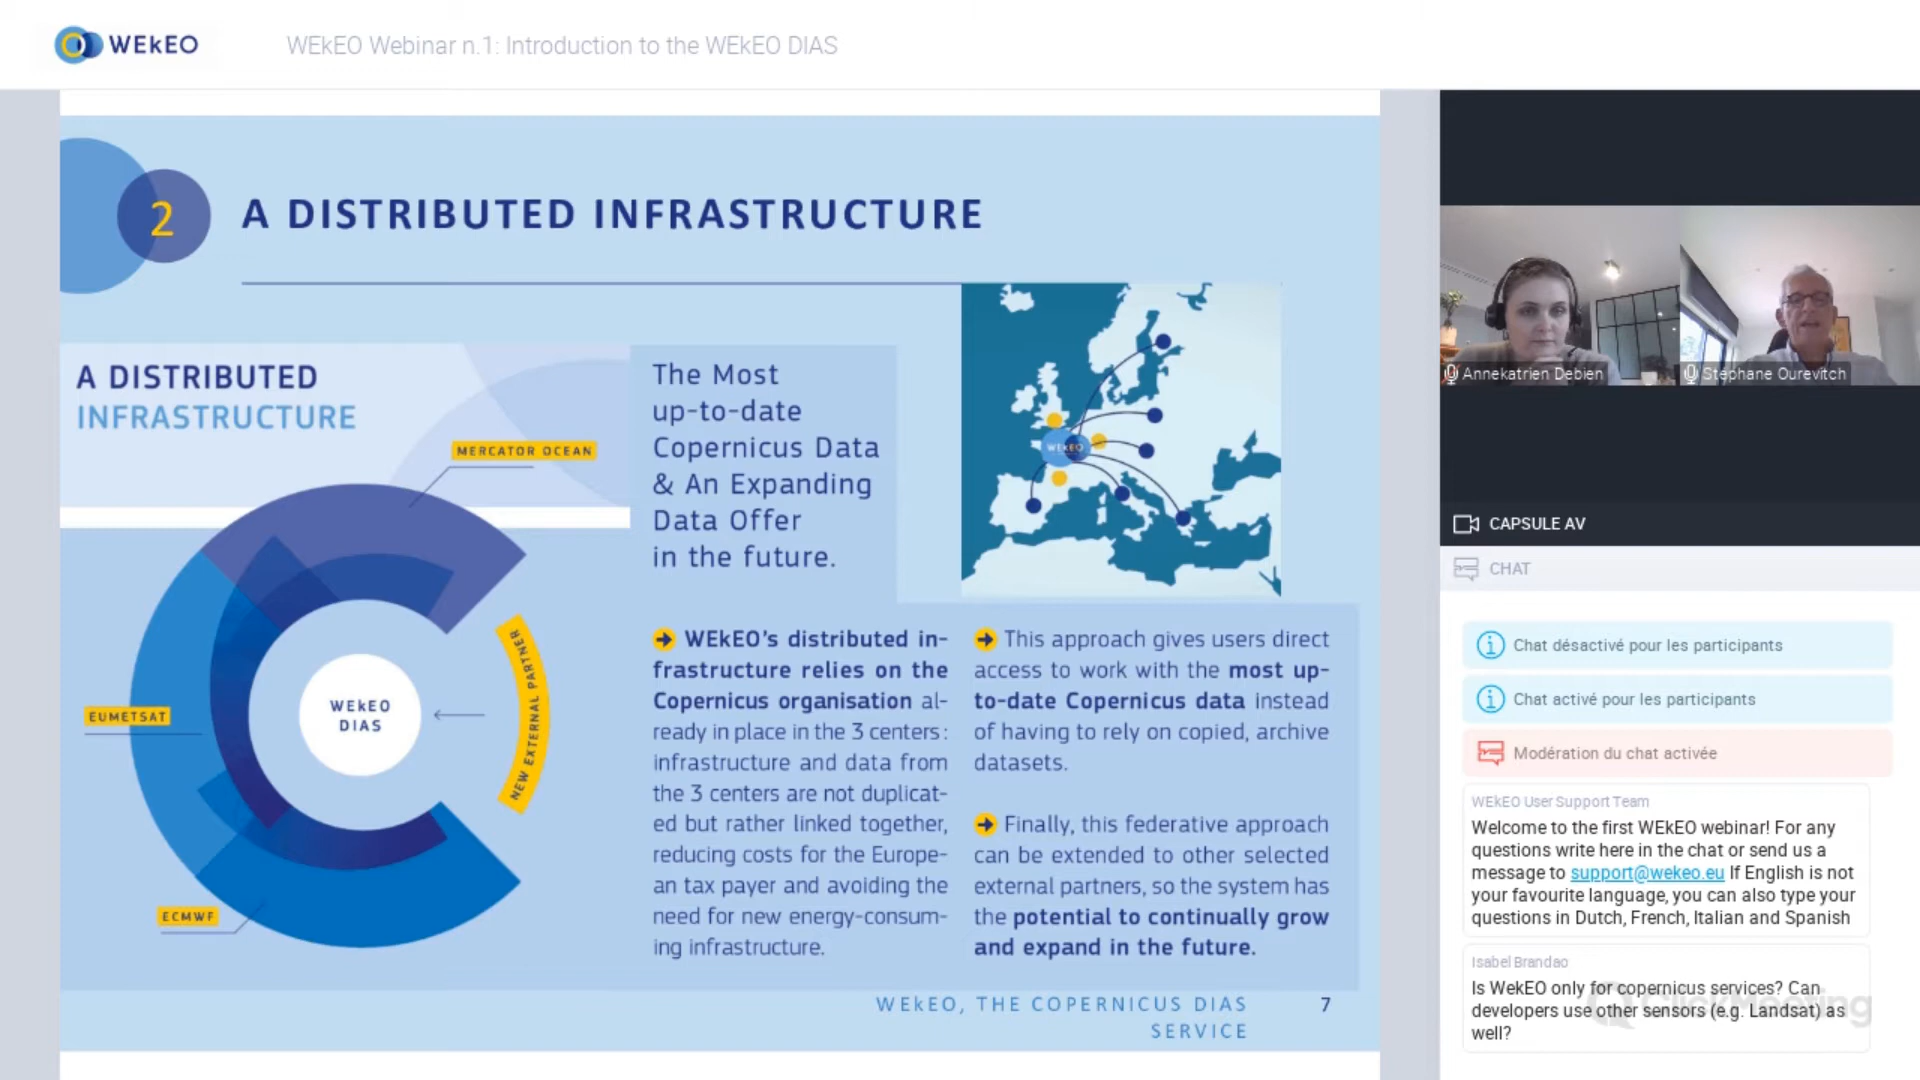 WEkEO
WEkEO Webinar n.1: Introduction to the WEkEO DIAS
2
A DISTRIBUTED INFRASTRUCTURE
A DISTRIBUTED
INFRASTRUCTURE
MERCATOR OCEAN
EUMETSAT
ECMWF
WEkEO
DIAS
NEW EXTERNAL PARTNER
The Most
up-to-date
Copernicus Data
& An Expanding
Data Offer
in the future.
WEkEO
WEkEO's distributed in-
frastructure relies on the
Copernicus organisation al-
ready in place in the 3 centers:
infrastructure and data from
the 3 centers are not duplicat-
ed but rather linked together,
reducing costs for the Europe-
an tax payer and avoiding the
need for new energy-consum-
ing infrastructure.
This approach gives users direct
access to work with the most up-
to-date Copernicus data instead
of having to rely on copied, archive
datasets.
Finally, this federative approach
can be extended to other selected
external partners, so the system has
the potential to continually grow
and expand in the future.
WEkEO, THE COPERNICUS DIAS
SERVICE
7
Annekatrien Debien
Stephane Ourevitch
CAPSULE AV
CHAT
Chat désactivé pour les participants
Chat activé pour les participants
Modération du chat activée
WEkEO User Support Team
Welcome to the first WEkEO webinar! For any
questions write here in the chat or send us a
message to support@wekeo.eu If English is not
your favourite language, you can also type your
questions in Dutch, French, Italian and Spanish
Isabel Brandao
Is WekEO only for copernicus services? Can
developers use other sensors (e.g. Landsat) as
well?
ClickMeeting